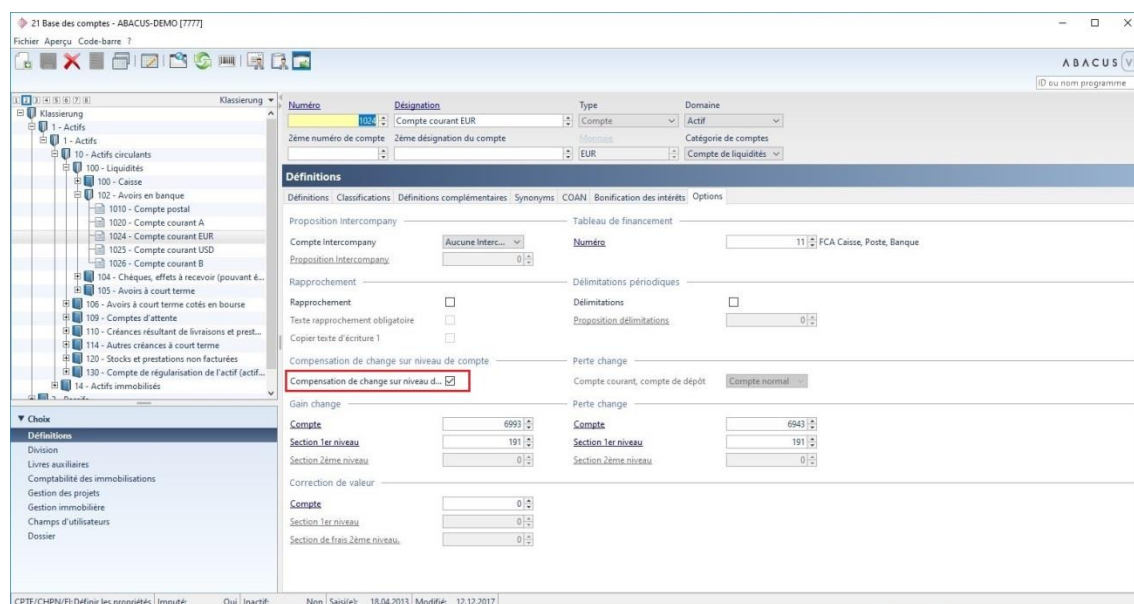 21 Base des comptes - ABACUS-DEMO [7777]
Fichier Aperçu Code-barre ?
ABACUS V
ID ou nom programme
1 2 3 4 5 6 7 8 Klassierung
Klassierung
1 - Actifs
1 - Actifs
10 - Actifs circulants
100 - Liquidités
100 - Caisse
102 - Avoirs en banque
1010 - Compte postal
1020 - Compte courant A
1024 - Compte courant EUR
1025 - Compte courant USD
1026 - Compte courant B
104 - Chèques, effets à recevoir (pouvant é...
105 - Avoirs à court terme
106 - Avoirs à court terme cotés en bourse
109 - Comptes d'attente
110 - Créances résultant de livraisons et prest...
114 - Autres créances à court terme
120 - Stocks et prestations non facturées
130 - Compte de régularisation de l'actif (actif...
14 - Actifs immobilisés
Choix
Définitions
Division
Livres auxiliaires
Comptabilité des immobilisations
Gestion des projets
Gestion immobilière
Champs d'utilisateurs
Dossier
Numéro Désignation Type Domaine
1024 Compte courant EUR Compte Actif
2ème numéro de compte 2ème désignation du compte Monnaie Catégorie de comptes
EUR Compte de liquidités
Définitions
Définitions Classifications Définitions complémentaires Synonyms COAN Bonification des intérêts Options
Proposition Intercompany Tableau de financement
Compte Intercompany Aucune Interc... Numéro 11 FCA Caisse, Poste, Banque
Proposition Intercompany 0
Rapprochement Délimitations périodiques
Rapprochement Délimitations
Texte rapprochement obligatoire Proposition délimitations 0
Copier texte d'écriture 1
Compensation de change sur niveau de compte Perte change
Compensation de change sur niveau d... Compte courant, compte de dépôt Compte normal
Gain change Perte change
Compte 6993 Compte 6943
Section 1er niveau 191 Section 1er niveau 191
Section 2ème niveau 0 Section 2ème niveau 0
Correction de valeur
Compte 0
Section 1er niveau 0
Section de frais 2ème niveau. 0
CPTE/CHPN/FI:Définir les propriétés Imputé: Oui Inactif: Non Saisi(e): 18.04.2013 Modifié: 12.12.2017